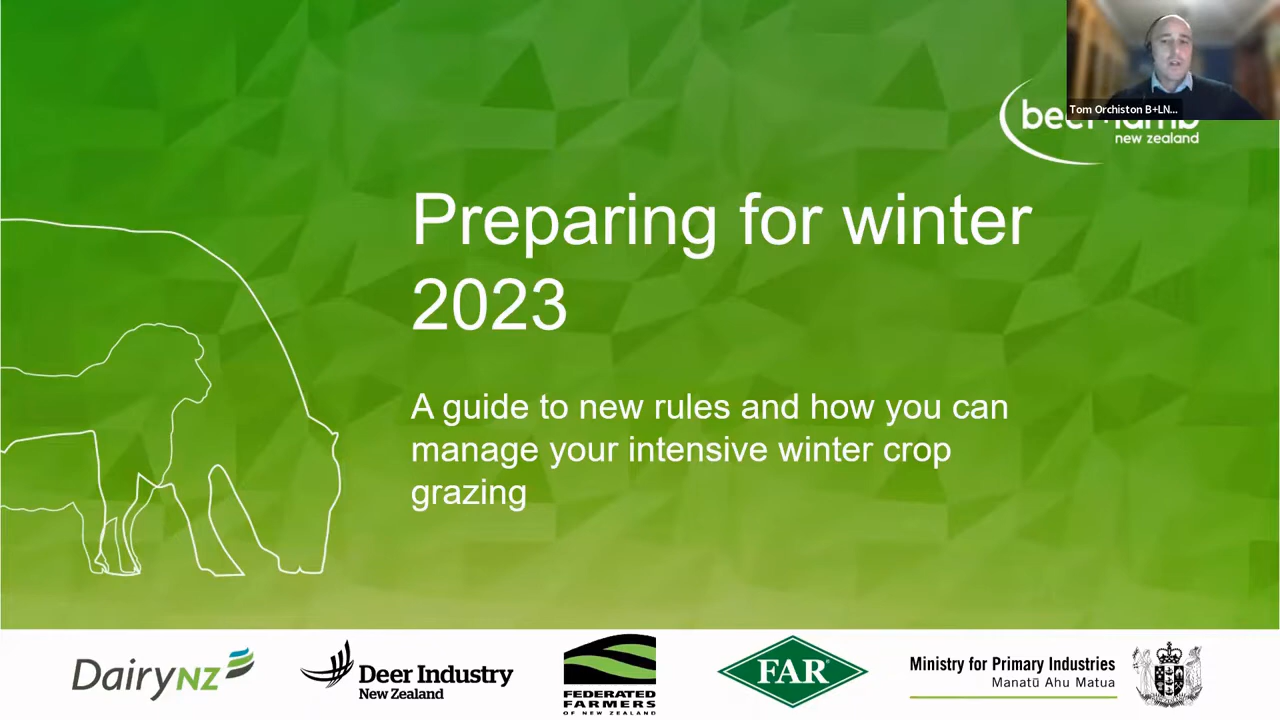 Tom Orchiston B+LN...
new zealand
Preparing for winter
2023
A guide to new rules and how you can
manage your intensive winter crop
grazing
DairyNZ
Deer Industry
New Zealand
FEDERATED
FARMERS
OF NEW ZEALAND
FAR®
Ministry for Primary Industries
Manatū Ahu Matua